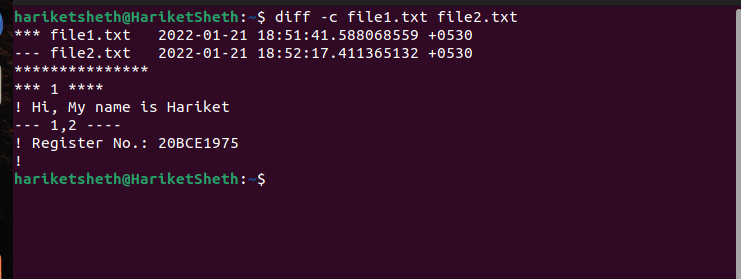 hariketsheth@HariketSheth:~$ diff -c file1.txt file2.txt
*** file1.txt   2022-01-21 18:51:41.588068559 +0530
--- file2.txt   2022-01-21 18:52:17.411365132 +0530
***************
*** 1 ****
! Hi, My name is Hariket
--- 1,2 ----
! Register No.: 20BCE1975
!
hariketsheth@HariketSheth:~$